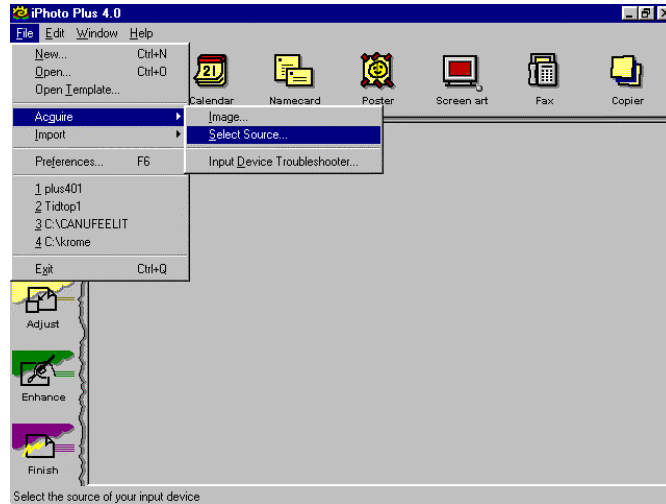 iPhoto Plus 4.0
File Edit Window Help
New... Ctrl+N
Open... Ctrl+O
Open Template...
Acquire
Import
Preferences... F6
1 plus401
2 Tidtop1
3 C:\CANUFEELIT
4 C:\krome
Exit Ctrl+Q
Image...
Select Source...
Input Device Troubleshooter...
21
Calendar Namecard Poster Screen art Fax Copier
Adjust
Enhance
Finish
Select the source of your input device